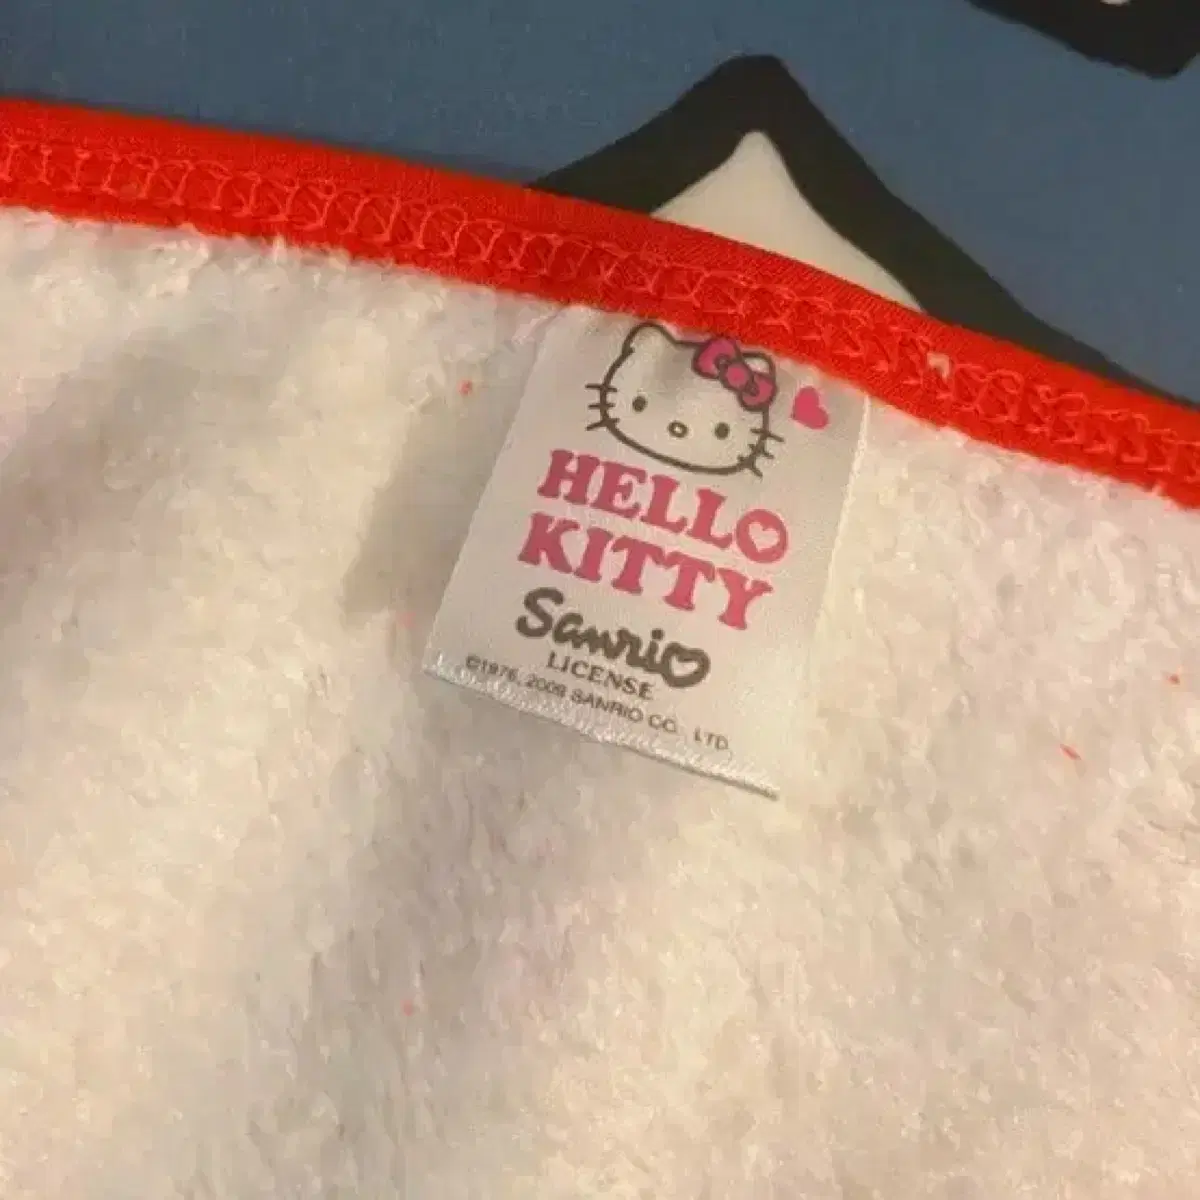 HELLO
KITTY
Sanrio
LICENSE
©1976, 2009 SANRIO CO., LTD.